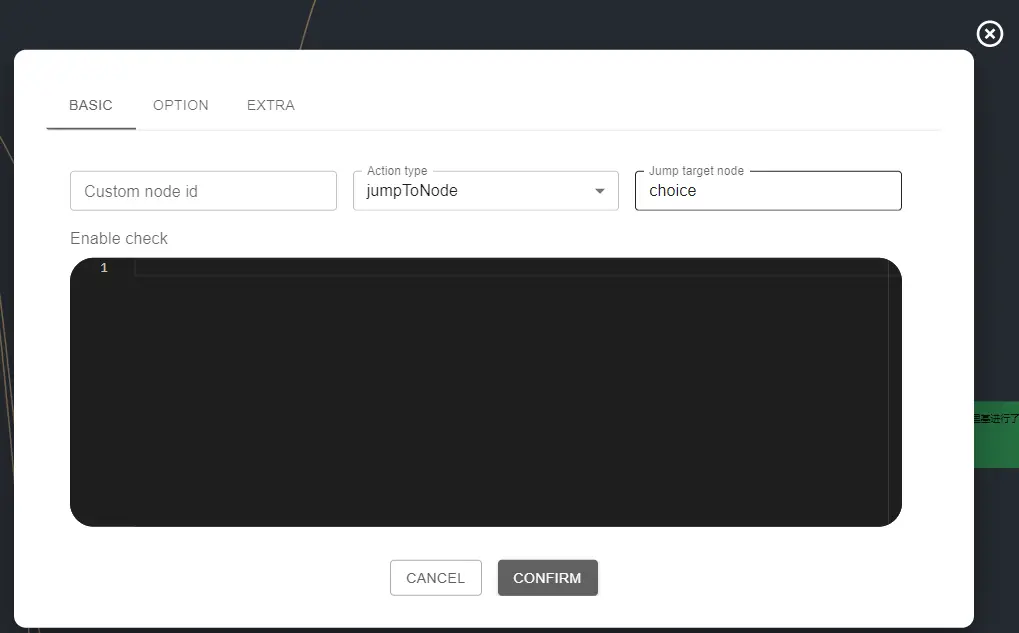 BASIC OPTION EXTRA
Custom node id
Action type
jumpToNode
Jump target node
choice
Enable check
1
进行了
CANCEL CONFIRM